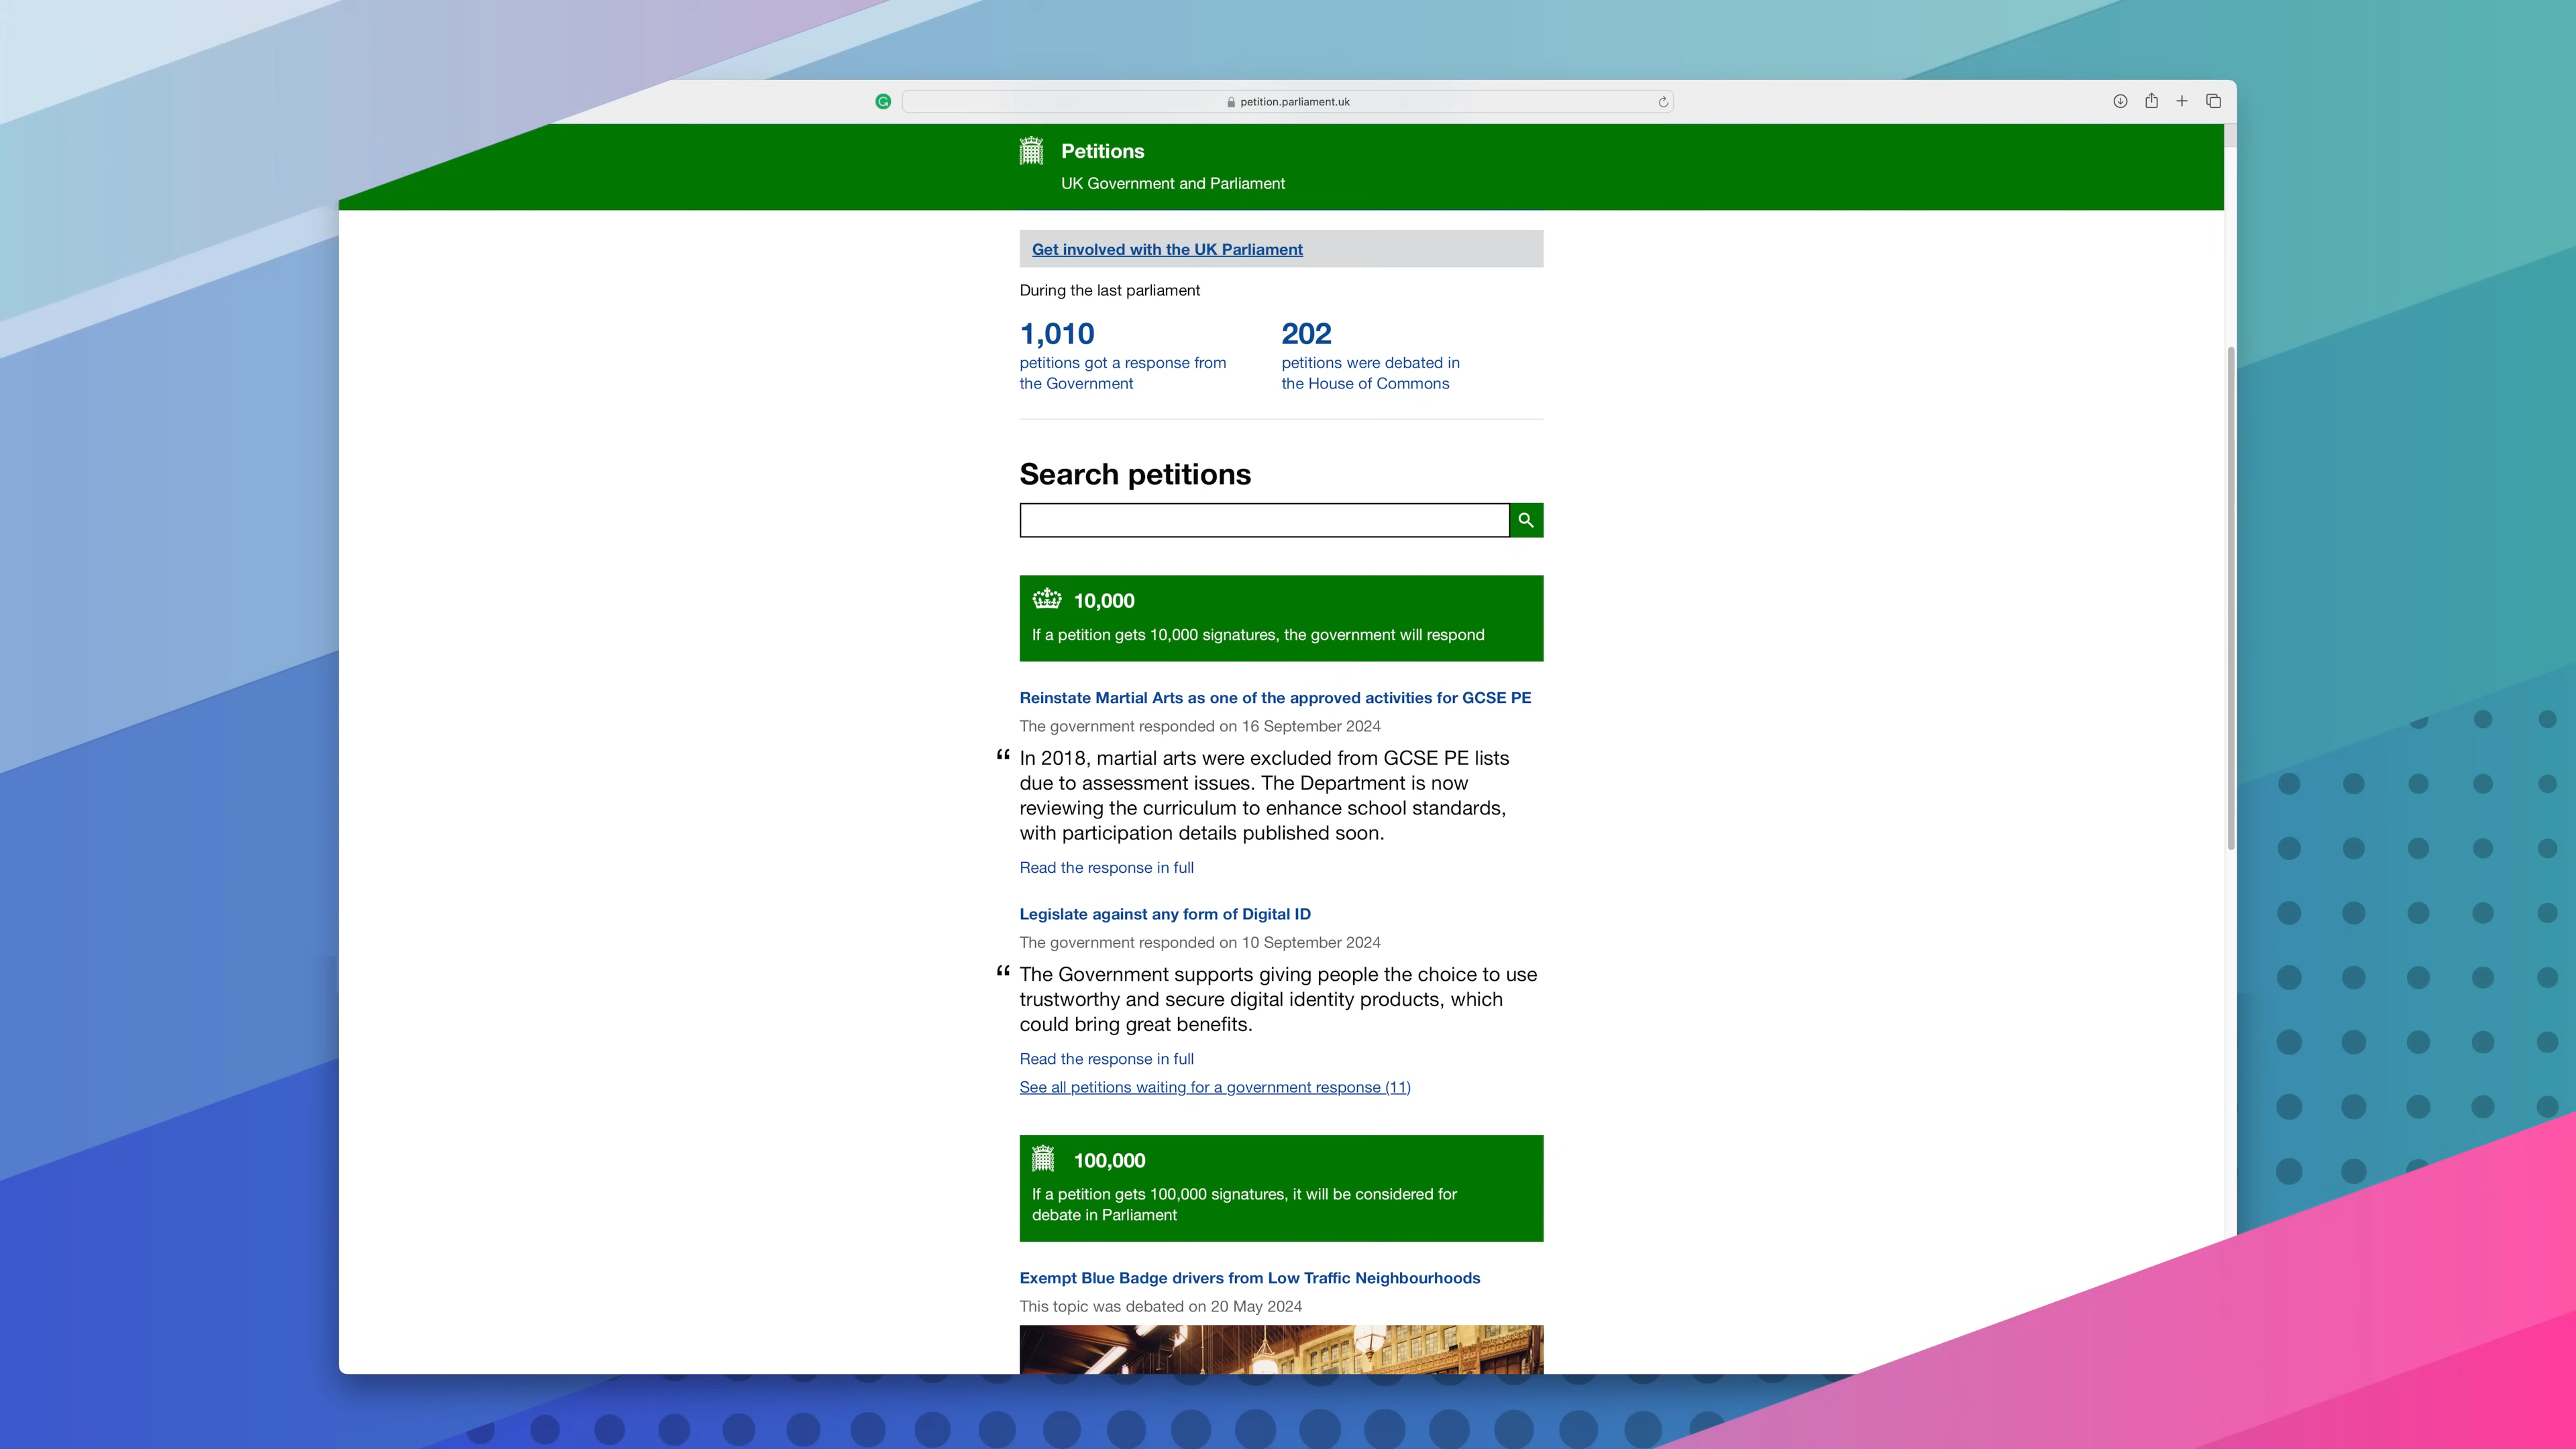 petition.parliament.uk
Petitions
UK Government and Parliament
Get involved with the UK Parliament
During the last parliament
1,010
petitions got a response from
the Government
202
petitions were debated in
the House of Commons
Search petitions
10,000
If a petition gets 10,000 signatures, the government will respond
Reinstate Martial Arts as one of the approved activities for GCSE PE
The government responded on 16 September 2024
“ In 2018, martial arts were excluded from GCSE PE lists
due to assessment issues. The Department is now
reviewing the curriculum to enhance school standards,
with participation details published soon.
Read the response in full
Legislate against any form of Digital ID
The government responded on 10 September 2024
“ The Government supports giving people the choice to use
trustworthy and secure digital identity products, which
could bring great benefits.
Read the response in full
See all petitions waiting for a government response (11)
100,000
If a petition gets 100,000 signatures, it will be considered for
debate in Parliament
Exempt Blue Badge drivers from Low Traffic Neighbourhoods
This topic was debated on 20 May 2024